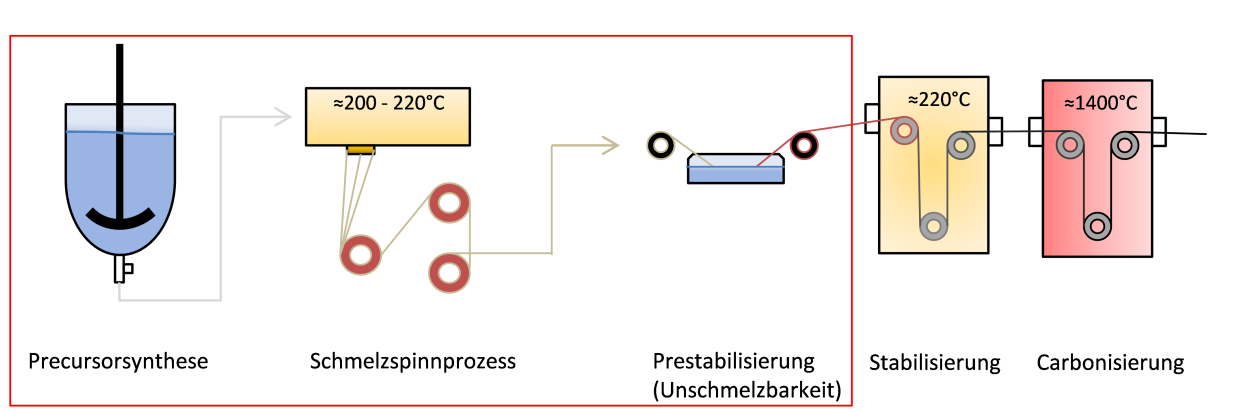 ≈200 - 220°C
≈220°C
≈1400°C
Precursorsynthese
Schmelzspinnprozess
Prestabilisierung
(Unschmelzbarkeit)
Stabilisierung
Carbonisierung